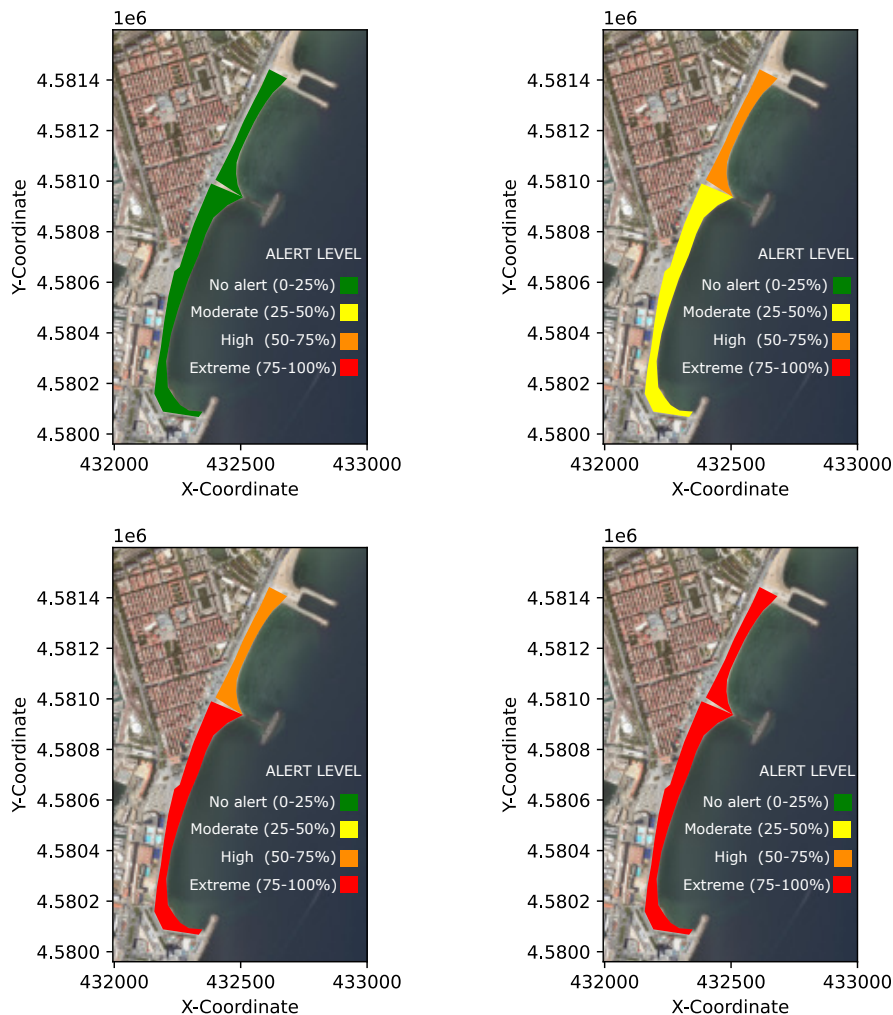 1e6
4.5814
4.5812
4.5810
4.5808
4.5806
4.5804
4.5802
4.5800
Y-Coordinate
ALERT LEVEL
No alert (0-25%)
Moderate (25-50%)
High (50-75%)
Extreme (75-100%)
432000 432500 433000
X-Coordinate
1e6
4.5814
4.5812
4.5810
4.5808
4.5806
4.5804
4.5802
4.5800
Y-Coordinate
ALERT LEVEL
No alert (0-25%)
Moderate (25-50%)
High (50-75%)
Extreme (75-100%)
432000 432500 433000
X-Coordinate
1e6
4.5814
4.5812
4.5810
4.5808
4.5806
4.5804
4.5802
4.5800
Y-Coordinate
ALERT LEVEL
No alert (0-25%)
Moderate (25-50%)
High (50-75%)
Extreme (75-100%)
432000 432500 433000
X-Coordinate
1e6
4.5814
4.5812
4.5810
4.5808
4.5806
4.5804
4.5802
4.5800
Y-Coordinate
ALERT LEVEL
No alert (0-25%)
Moderate (25-50%)
High (50-75%)
Extreme (75-100%)
432000 432500 433000
X-Coordinate